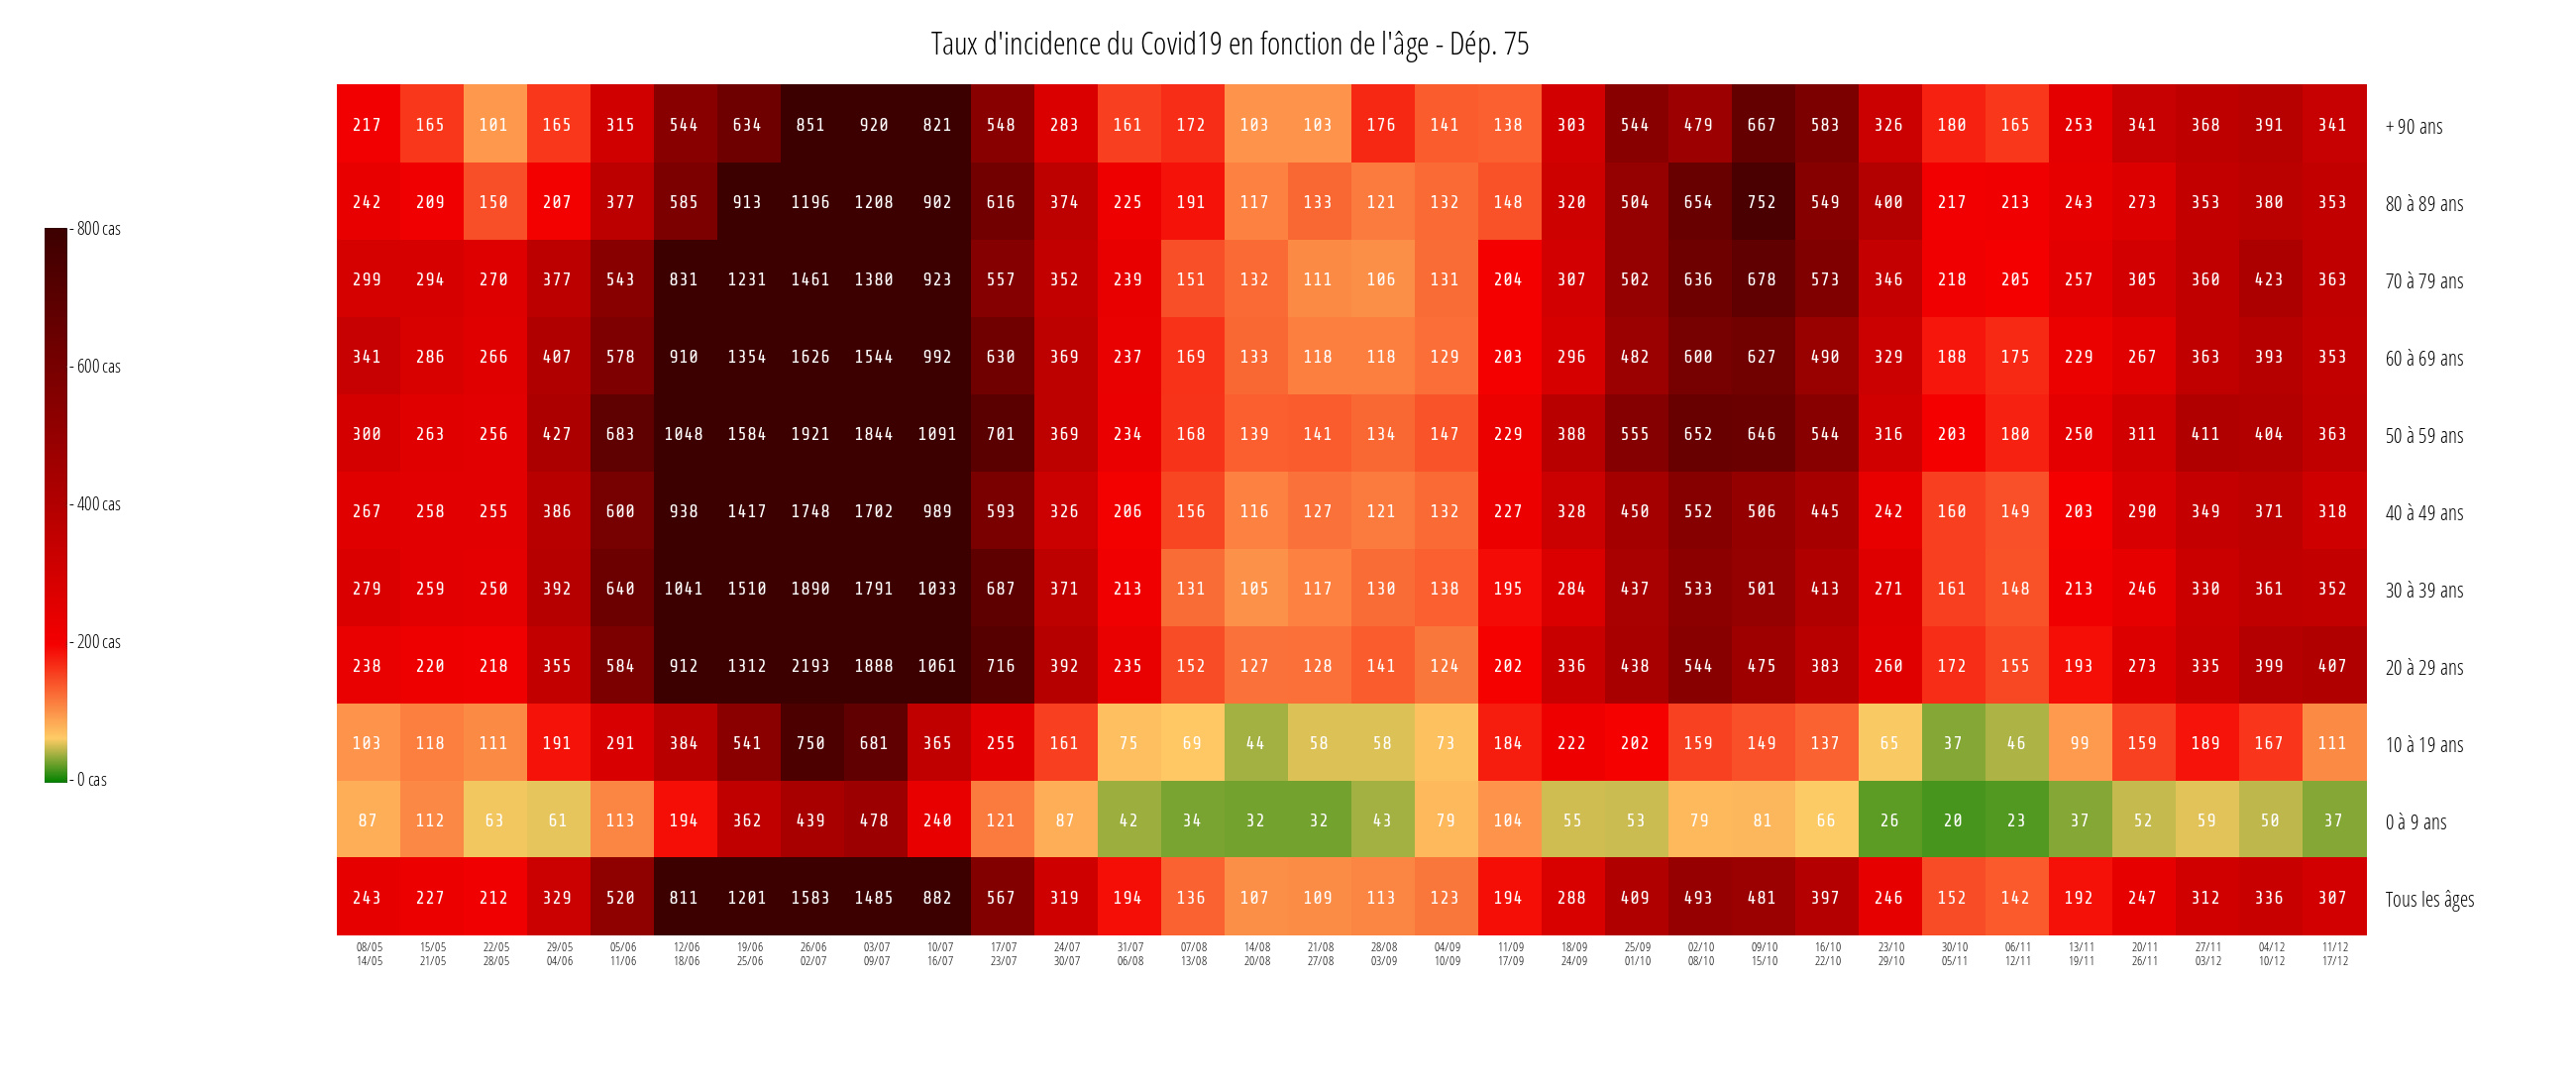 Taux d'incidence du Covid19 en fonction de l'âge - Dép. 75
- 800 cas
- 600 cas
- 400 cas
- 200 cas
- 0 cas
217 165 101 165 315 544 634 851 920 821 548 283 161 172 103 103 176 141 138 303 544 479 667 583 326 180 165 253 341 368 391 341 + 90 ans
242 209 150 207 377 585 913 1196 1208 902 616 374 225 191 117 133 121 132 148 320 504 654 752 549 400 217 213 243 273 353 380 353 80 à 89 ans
299 294 270 377 543 831 1231 1461 1380 923 557 352 239 151 132 111 106 131 204 307 502 636 678 573 346 218 205 257 305 360 423 363 70 à 79 ans
341 286 266 407 578 910 1354 1626 1544 992 630 369 237 169 133 118 118 129 203 296 482 600 627 490 329 188 175 229 267 363 393 353 60 à 69 ans
300 263 256 427 683 1048 1584 1921 1844 1091 701 369 234 168 139 141 134 147 229 388 555 652 646 544 316 203 180 250 311 411 404 363 50 à 59 ans
267 258 255 386 600 938 1417 1748 1702 989 593 326 206 156 116 127 121 132 227 328 450 552 506 445 242 160 149 203 290 349 371 318 40 à 49 ans
279 259 250 392 640 1041 1510 1890 1791 1033 687 371 213 131 105 117 130 138 195 284 437 533 501 413 271 161 148 213 246 330 361 352 30 à 39 ans
238 220 218 355 584 912 1312 2193 1888 1061 716 392 235 152 127 128 141 124 202 336 438 544 475 383 260 172 155 193 273 335 399 407 20 à 29 ans
103 118 111 191 291 384 541 750 681 365 255 161 75 69 44 58 58 73 184 222 202 159 149 137 65 37 46 99 159 189 167 111 10 à 19 ans
87 112 63 61 113 194 362 439 478 240 121 87 42 34 32 32 43 79 104 55 53 79 81 66 26 20 23 37 52 59 50 37 0 à 9 ans
243 227 212 329 520 811 1201 1583 1485 882 567 319 194 136 107 109 113 123 194 288 409 493 481 397 246 152 142 192 247 312 336 307 Tous les âges
08/05 15/05 22/05 29/05 05/06 12/06 19/06 26/06 03/07 10/07 17/07 24/07 31/07 07/08 14/08 21/08 28/08 04/09 11/09 18/09 25/09 02/10 09/10 16/10 23/10 30/10 06/11 13/11 20/11 27/11 04/12 11/12
14/05 21/05 28/05 04/06 11/06 18/06 25/06 02/07 09/07 16/07 23/07 30/07 06/08 13/08 20/08 27/08 03/09 10/09 17/09 24/09 01/10 08/10 15/10 22/10 29/10 05/11 12/11 19/11 26/11 03/12 10/12 17/12